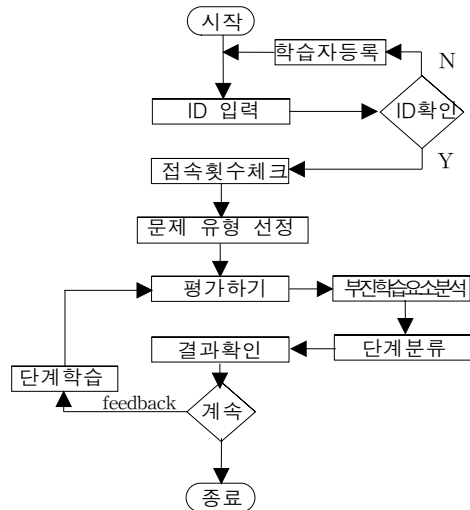 시작
학습자등록
N
ID 입력
ID확인
Y
접속횟수체크
문제 유형 선정
평가하기
부진학습요소분석
결과확인
단계분류
단계학습
feedback
계속
종료